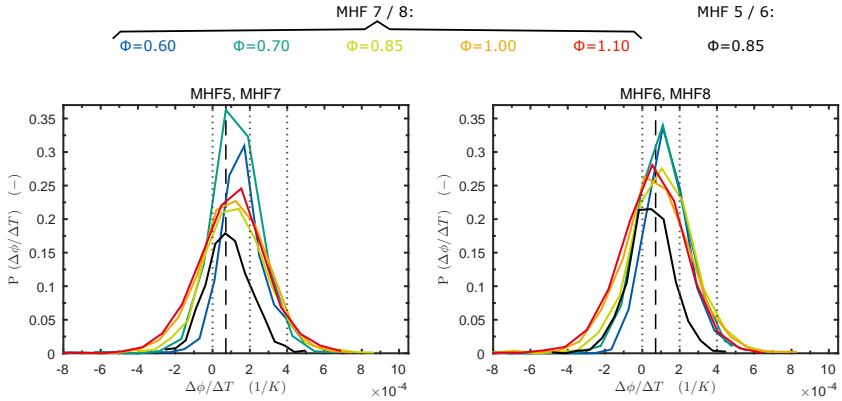 MHF 7 / 8: MHF 5 / 6:
Φ=0.60 Φ=0.70 Φ=0.85 Φ=1.00 Φ=1.10 Φ=0.85
MHF5, MHF7 MHF6, MHF8
0.35 0.35
0.3 0.3
0.25 0.25
0.2 0.2
0.15 0.15
0.1 0.1
0.05 0.05
0 0
P (Δϕ/ΔT) (−) P (Δϕ/ΔT) (−)
-8 -6 -4 -2 0 2 4 6 8 10 -8 -6 -4 -2 0 2 4 6 8 10
Δϕ/ΔT (1/K) ×10-4 Δϕ/ΔT (1/K) ×10-4